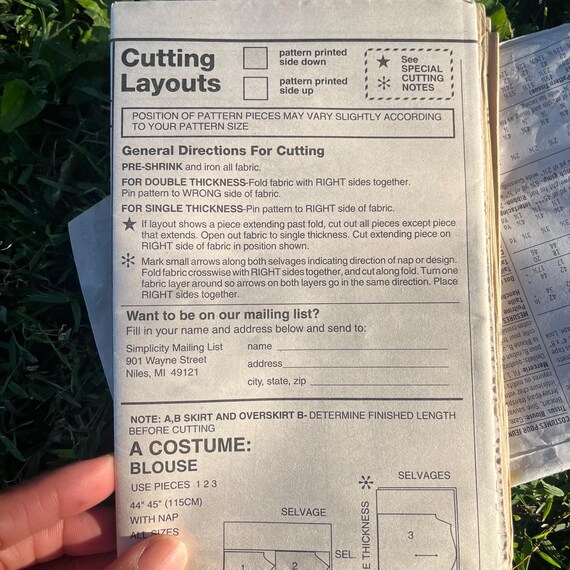 Cutting
Layouts
pattern printed
side down
pattern printed
side up
★ See
SPECIAL
CUTTING
✻ NOTES
POSITION OF PATTERN PIECES MAY VARY SLIGHTLY ACCORDING
TO YOUR PATTERN SIZE
General Directions For Cutting
PRE-SHRINK and iron all fabric.
FOR DOUBLE THICKNESS-Fold fabric with RIGHT sides together.
Pin pattern to WRONG side of fabric.
FOR SINGLE THICKNESS-Pin pattern to RIGHT side of fabric.
★ If layout shows a piece extending past fold, cut out all pieces except piece
that extends. Open out fabric to single thickness. Cut extending piece on
RIGHT side of fabric in position shown.
✻ Mark small arrows along both selvages indicating direction of nap or design.
Fold fabric crosswise with RIGHT sides together, and cut along fold. Turn one
fabric layer around so arrows on both layers go in the same direction. Place
RIGHT sides together.
Want to be on our mailing list?
Fill in your name and address below and send to:
Simplicity Mailing List
901 Wayne Street
Niles, MI 49121
name
address
city, state, zip
NOTE: A,B SKIRT AND OVERSKIRT B- DETERMINE FINISHED LENGTH
BEFORE CUTTING
A COSTUME:
BLOUSE
USE PIECES 1 2 3
44" 45" (115CM)
WITH NAP
ALL SIZES
SELVAGE
1
2
SEL.
E THICKNESS ✻
SELVAGES
3